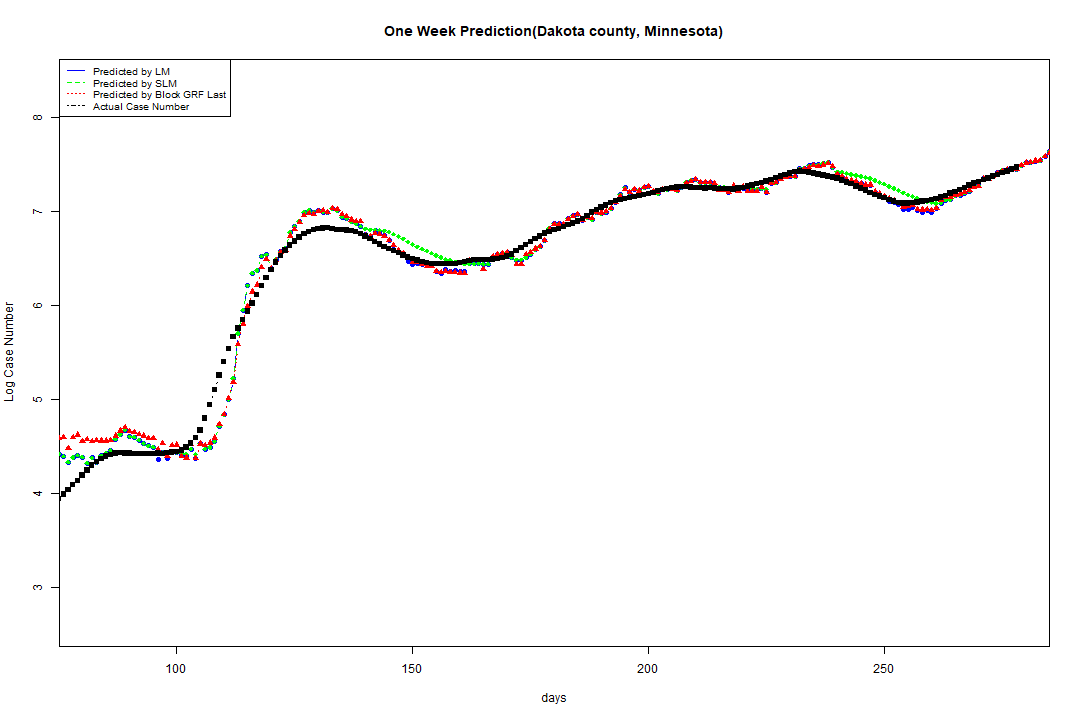 One Week Prediction(Dakota county, Minnesota)
Predicted by LM
Predicted by SLM
Predicted by Block GRF Last
Actual Case Number
8
7
6
5
4
3
Log Case Number
100 150 200 250
days